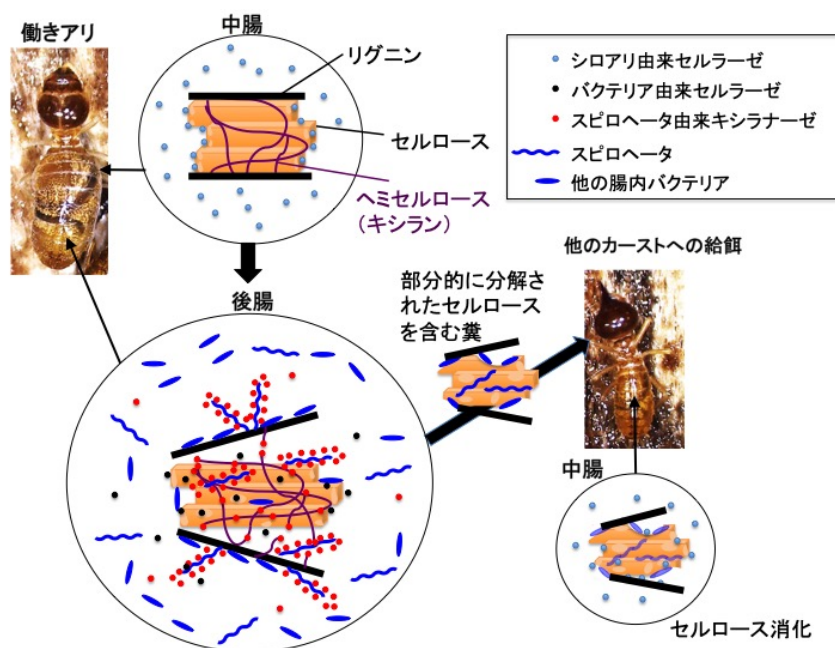 働きアリ
中腸
リグニン
セルロース
ヘミセルロース
（キシラン）
シロアリ由来セルラーゼ
バクテリア由来セルラーゼ
スピロヘータ由来キシラナーゼ
スピロヘータ
他の腸内バクテリア
後腸
部分的に分解さ
れたセルロース
を含む糞
他のカーストへの給餌
中腸
セルロース消化